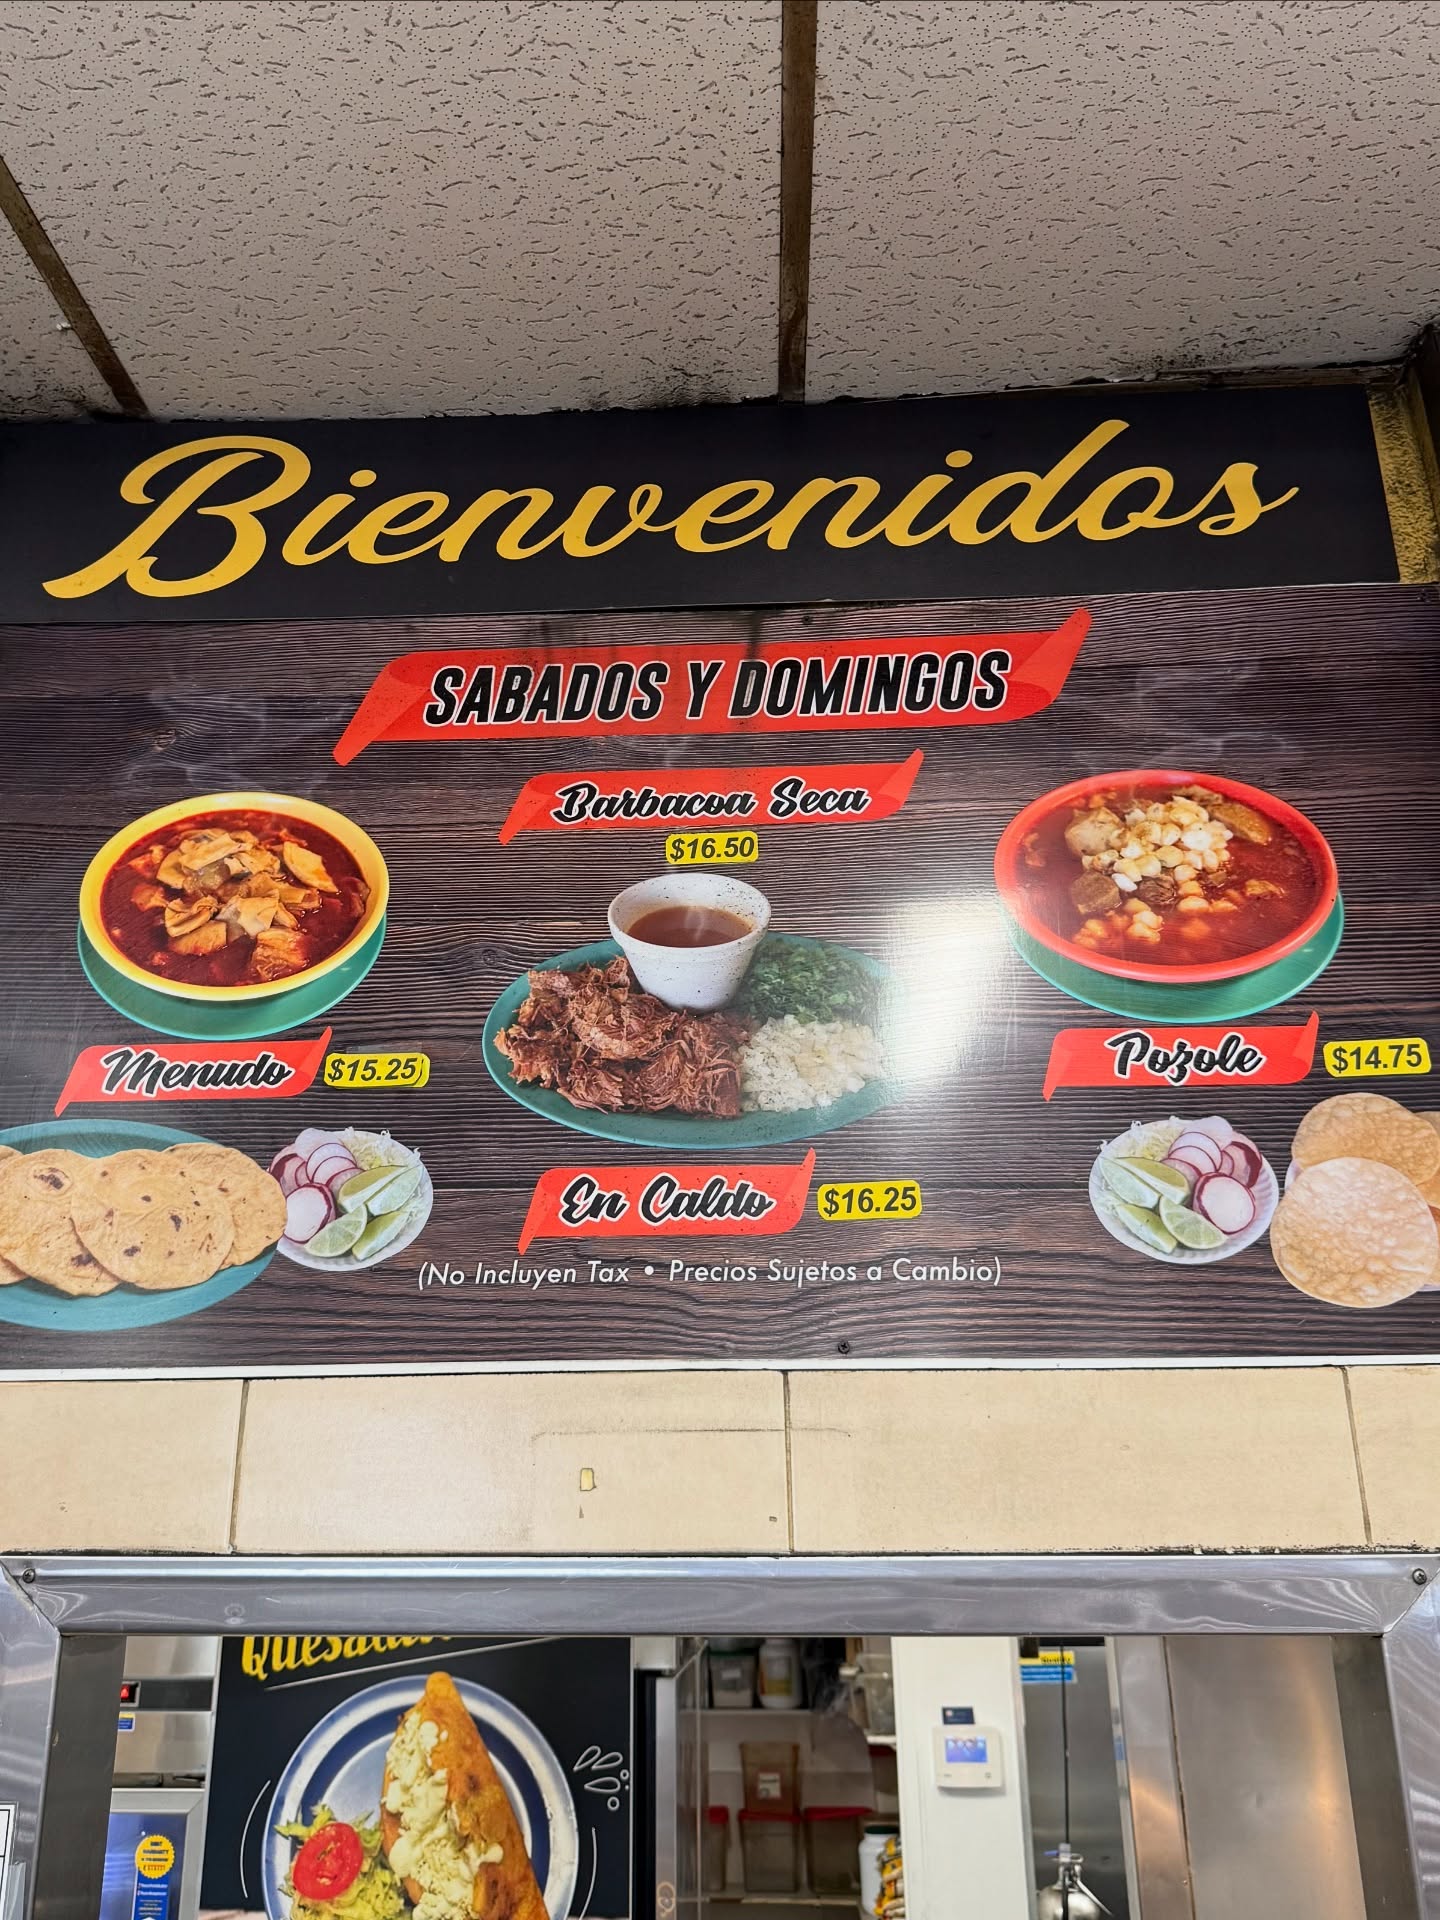 Bienvenidos
SABADOS Y DOMINGOS
Barbacoa Seca
$16.50
Menudo $15.25
Pozole $14.75
En Caldo $16.25
(No Incluyen Tax • Precios Sujetos a Cambio)